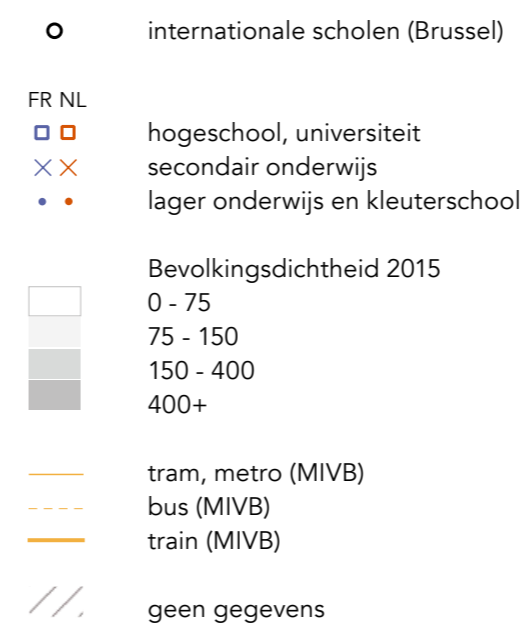 internationale scholen (Brussel)
FR NL
hogeschool, universiteit
secondair onderwijs
lager onderwijs en kleuterschool
Bevolkingsdichtheid 2015
0 - 75
75 - 150
150 - 400
400+
tram, metro (MIVB)
bus (MIVB)
train (MIVB)
geen gegevens